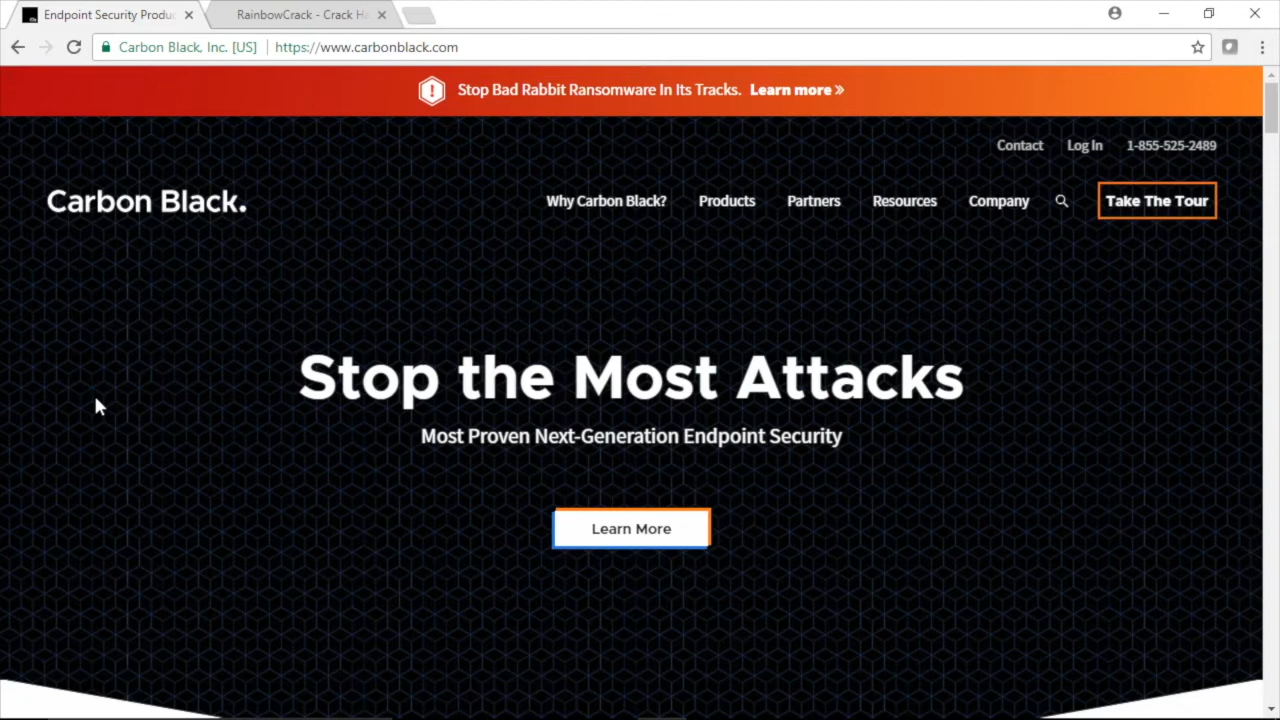 Endpoint Security Produc
RainbowCrack - Crack Ha
Carbon Black, Inc. [US]
https://www.carbonblack.com
Stop Bad Rabbit Ransomware In Its Tracks. Learn more »
Contact
Log In
1-855-525-2489
Carbon Black.
Why Carbon Black?
Products
Partners
Resources
Company
Take The Tour
Stop the Most Attacks
Most Proven Next-Generation Endpoint Security
Learn More